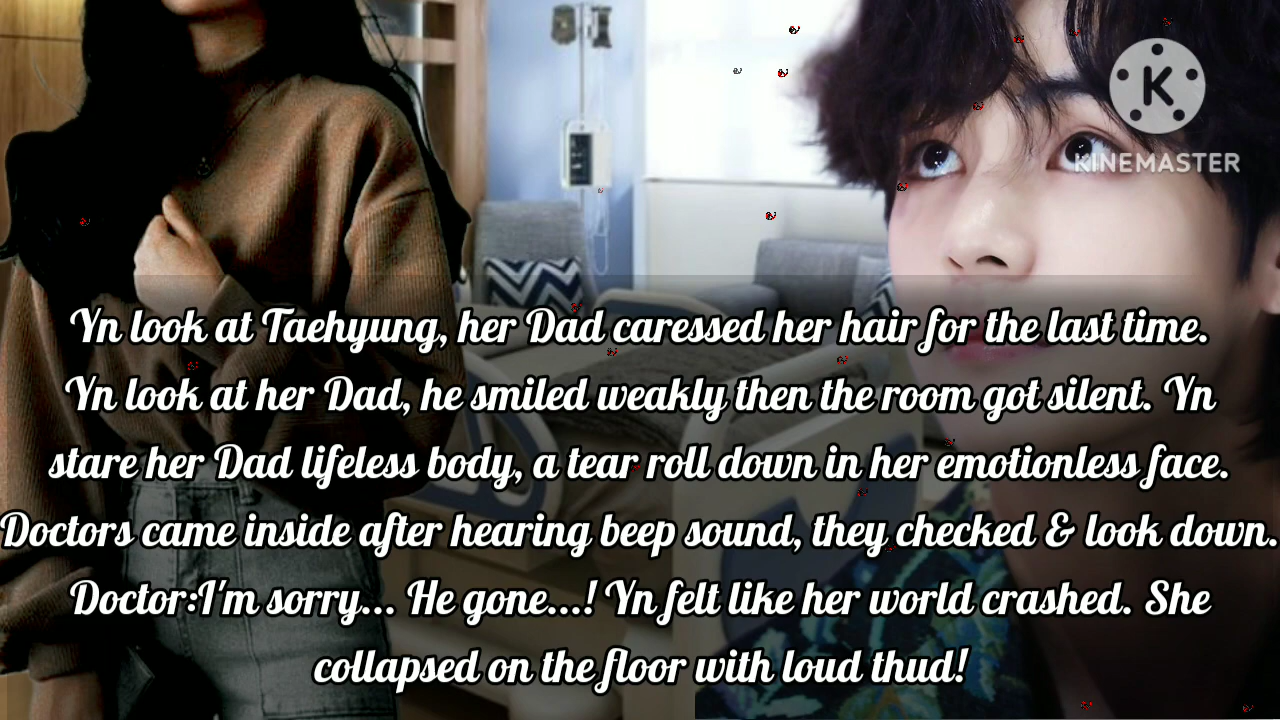 K
KINEMASTER
Yn look at Taehyung, her Dad caressed her hair for the last time.
Yn look at her Dad, he smiled weakly then the room got silent. Yn
stare her Dad lifeless body, a tear roll down in her emotionless face.
Doctors came inside after hearing beep sound, they checked & look down.
Doctor:I'm sorry... He gone...! Yn felt like her world crashed. She
collapsed on the floor with loud thud!